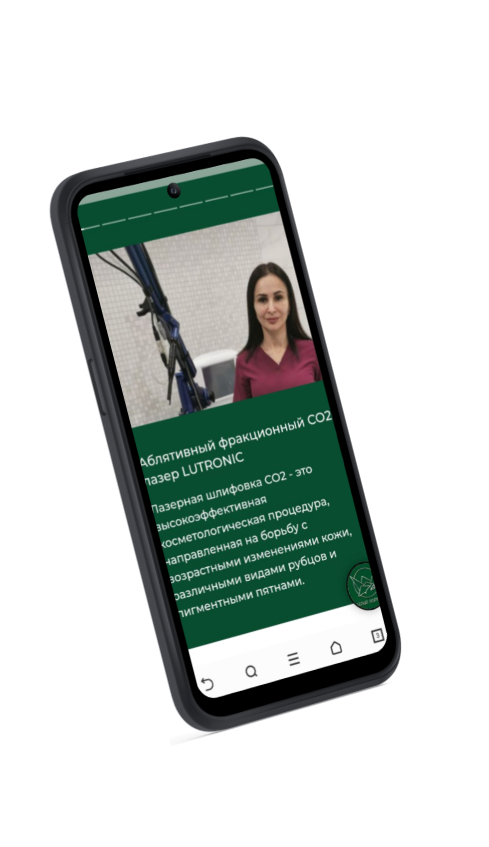 Аблятивный фракционный CO2
лазер LUTRONIC
Лазерная шлифовка CO2 - это
высокоэффективная
косметологическая процедура,
направленная на борьбу с
возрастными изменениями кожи,
различными видами рубцов и
пигментными пятнами.
3